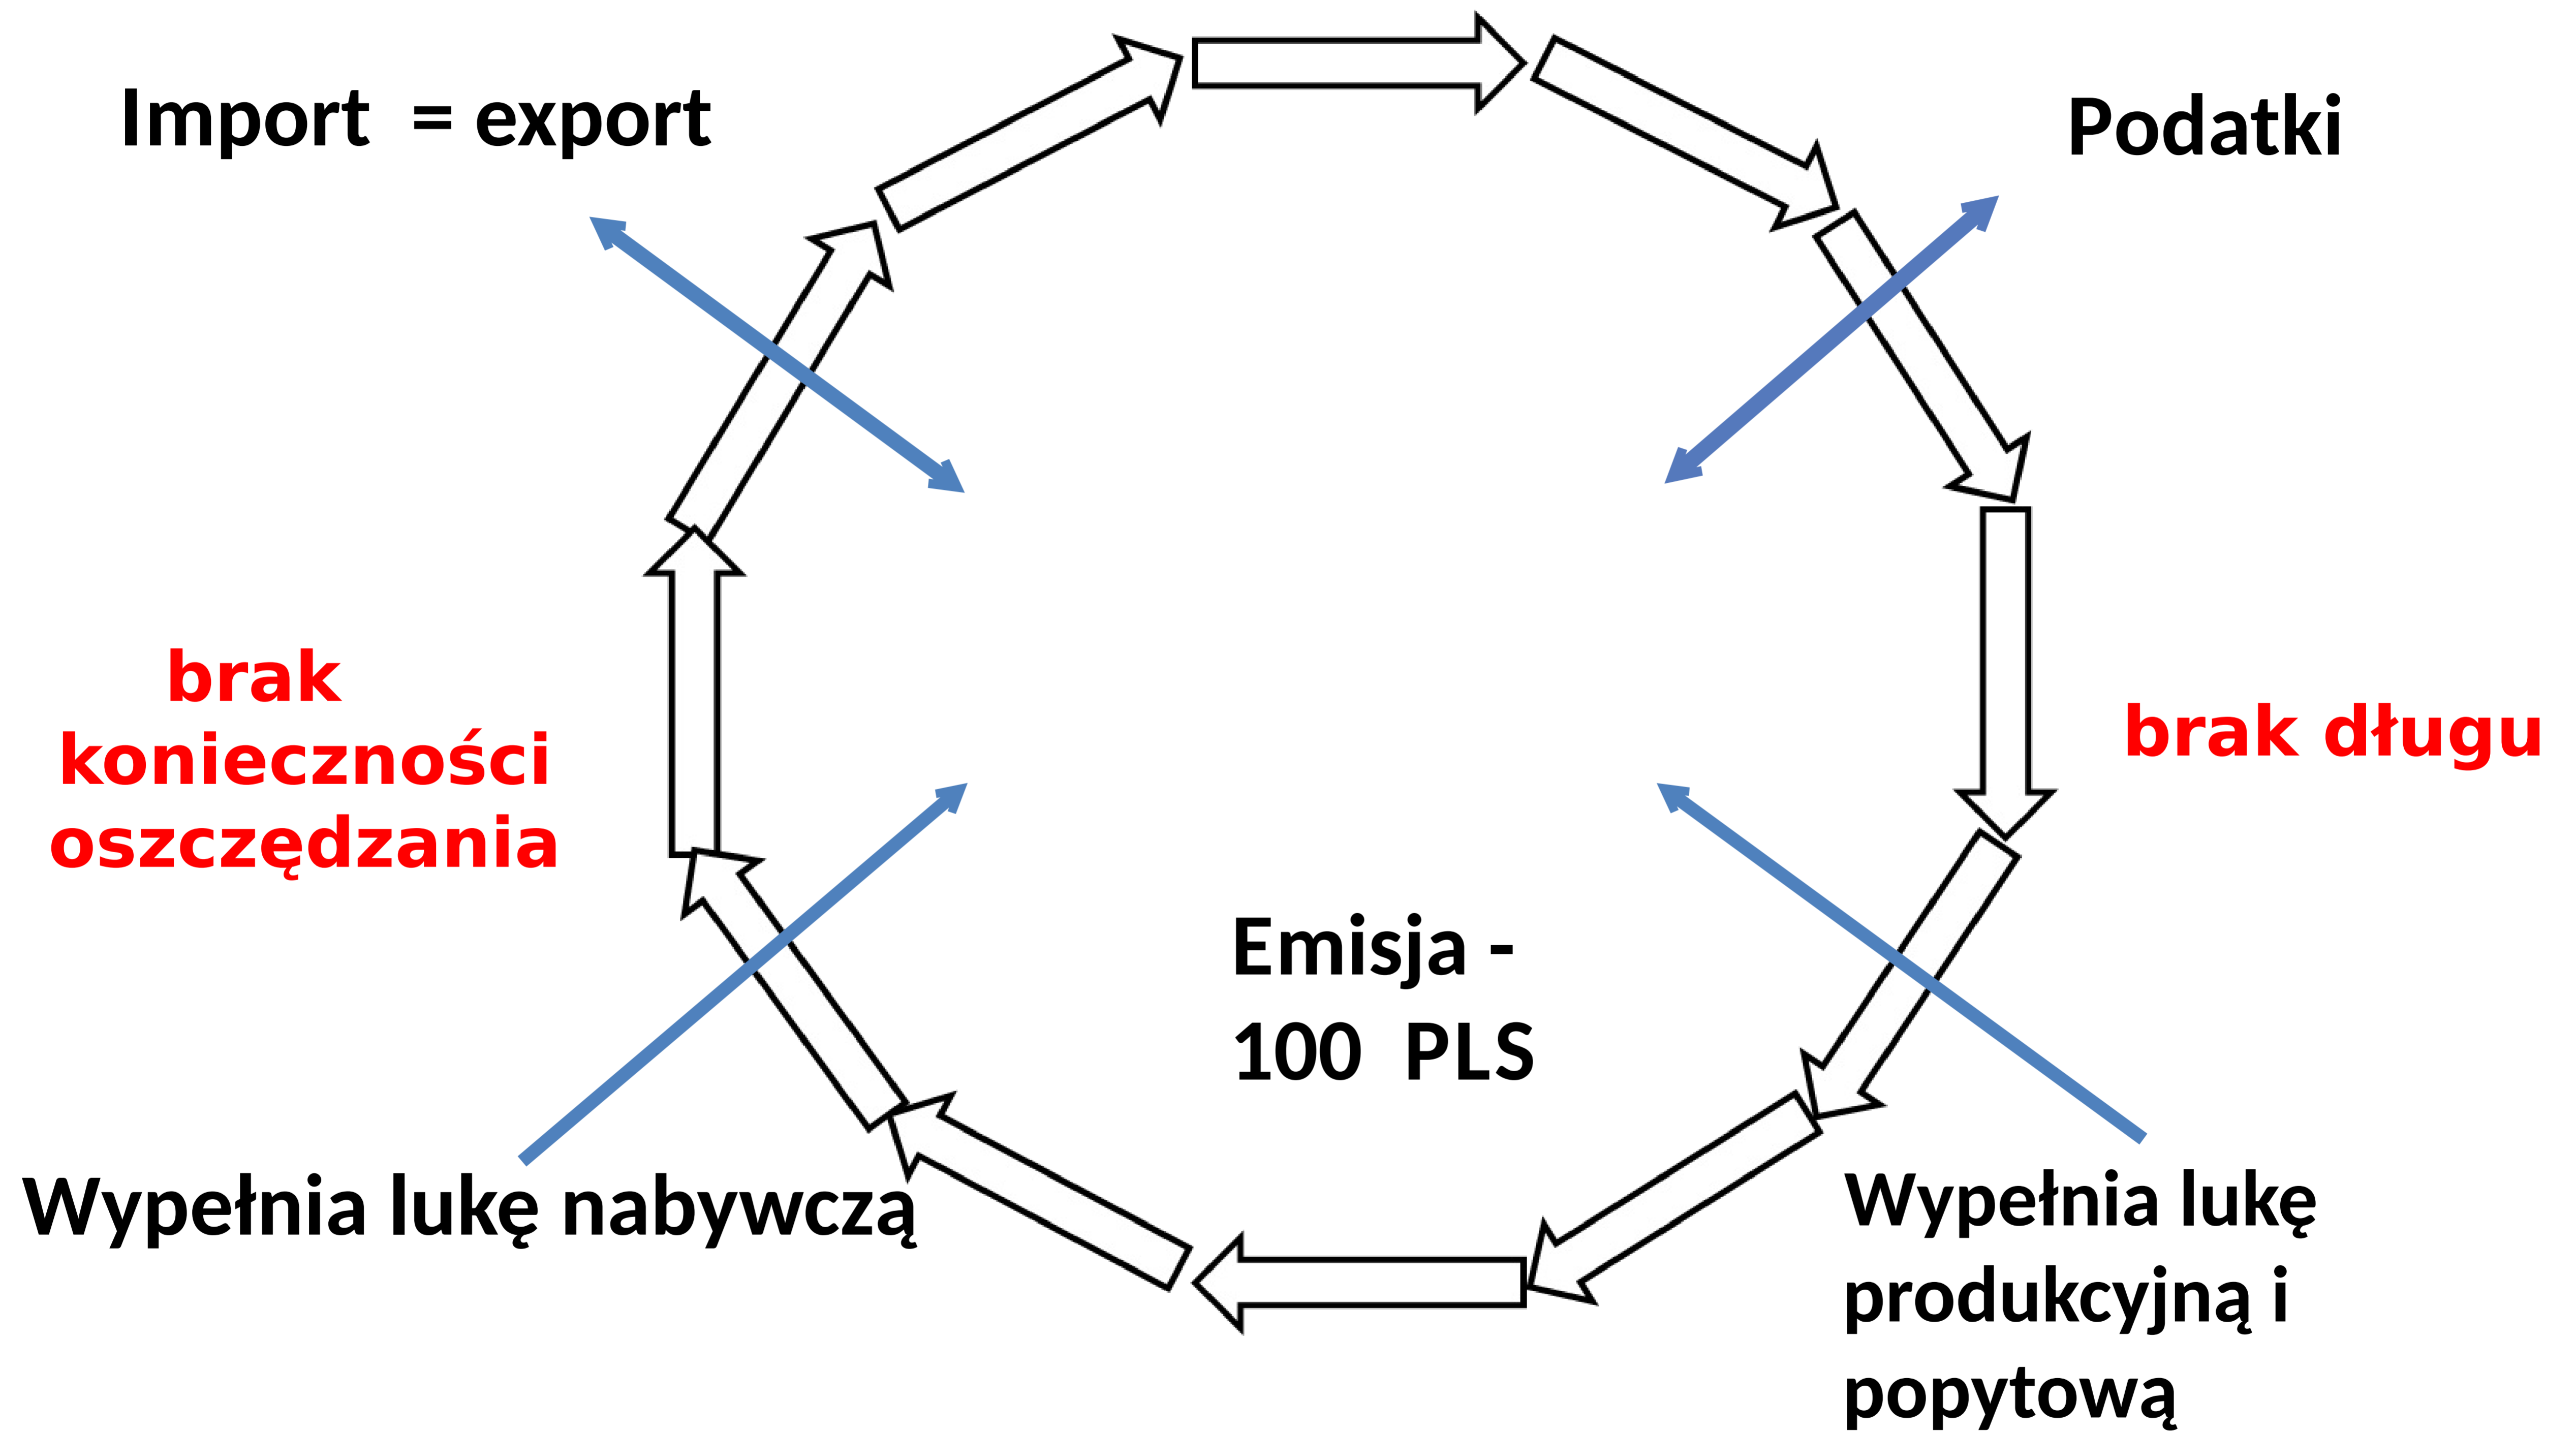 Import = export
Podatki
brak
konieczności
oszczędzania
brak długu
Emisja -
100 PLS
Wypełnia lukę nabywczą
Wypełnia lukę
produkcyjną i
popytową